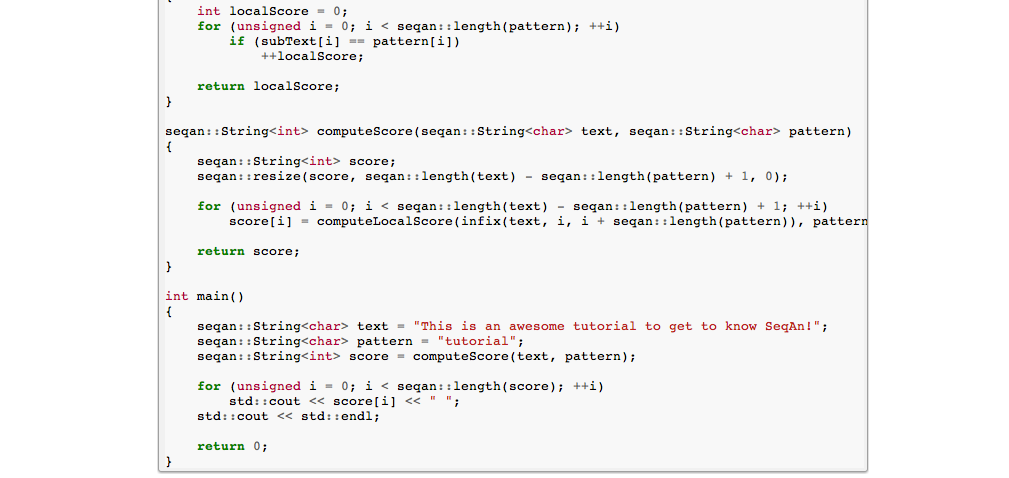 {
    int localScore = 0;
    for (unsigned i = 0; i < seqan::length(pattern); ++i)
        if (subText[i] == pattern[i])
            ++localScore;

    return localScore;
}

seqan::String<int> computeScore(seqan::String<char> text, seqan::String<char> pattern)
{
    seqan::String<int> score;
    seqan::resize(score, seqan::length(text) - seqan::length(pattern) + 1, 0);

    for (unsigned i = 0; i < seqan::length(text) - seqan::length(pattern) + 1; ++i)
        score[i] = computeLocalScore(infix(text, i, i + seqan::length(pattern)), pattern

    return score;
}

int main()
{
    seqan::String<char> text = "This is an awesome tutorial to get to know SeqAn!";
    seqan::String<char> pattern = "tutorial";
    seqan::String<int> score = computeScore(text, pattern);

    for (unsigned i = 0; i < seqan::length(score); ++i)
        std::cout << score[i] << " ";
    std::cout << std::endl;

    return 0;
}